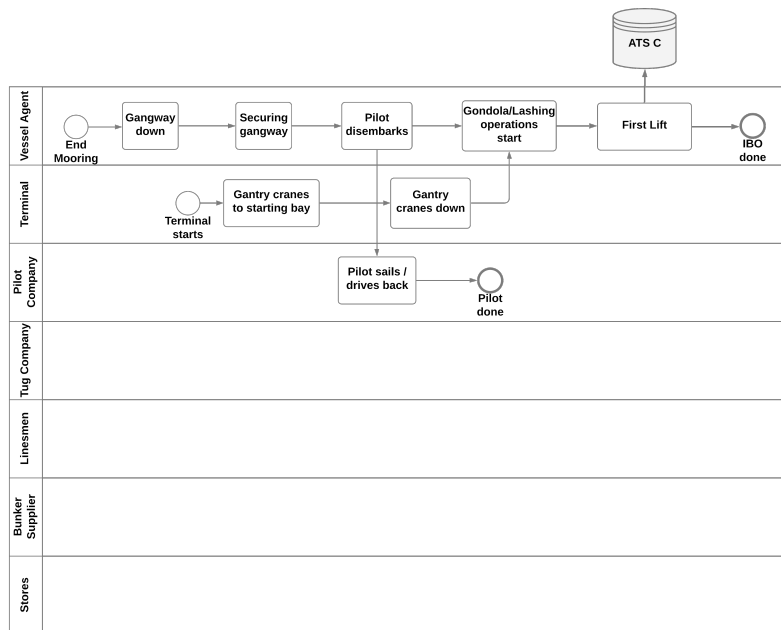 ATS C
Vessel Agent
End
Mooring
Gangway
down
Securing
gangway
Pilot
disembarks
Gondola/Lashing
operations
start
First Lift
IBO
done
Terminal
Terminal
starts
Gantry cranes
to starting bay
Gantry
cranes down
Pilot
Company
Pilot sails /
drives back
Pilot
done
Tug Company
Linesmen
Bunker
Supplier
Stores